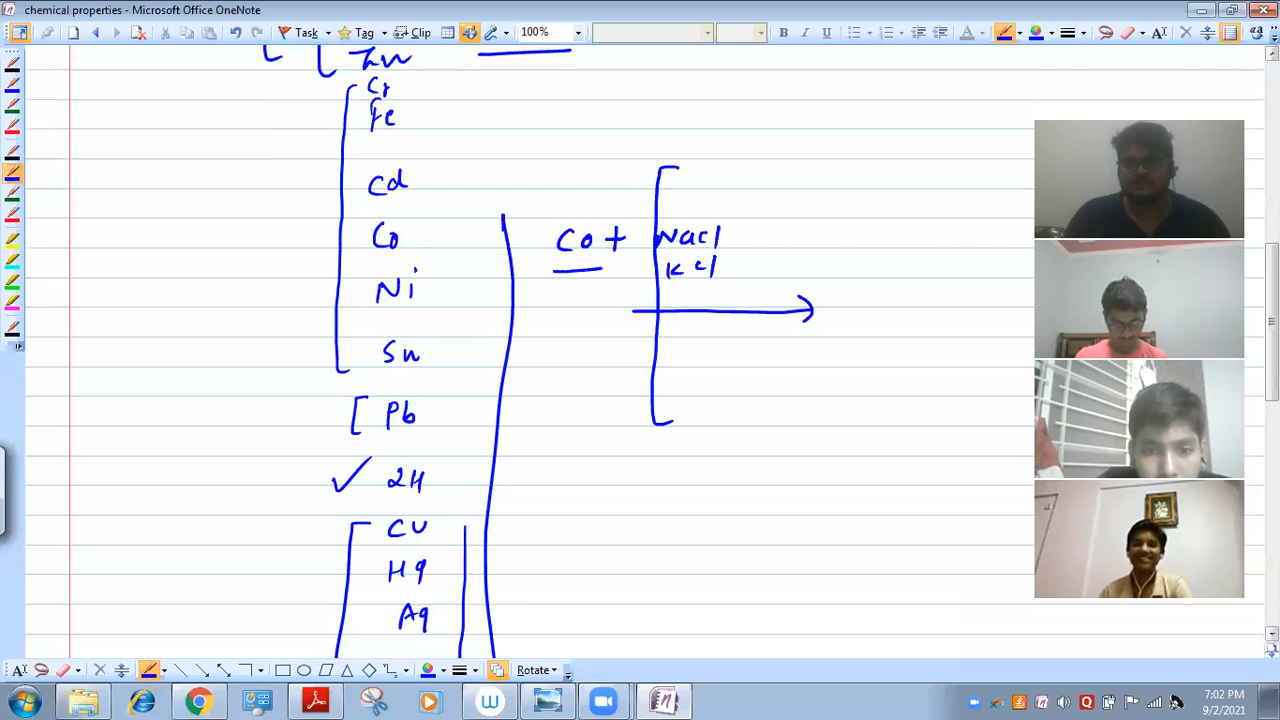 chemical properties - Microsoft Office OneNote
Task Tag Clip 100% B I U
Zn
Cr
Fe
Cd
Co
Co + NaCl
KCl
Ni
Sn
Pb
2H
Cu
Hg
Ag
Rotate
7:02 PM
9/2/2021